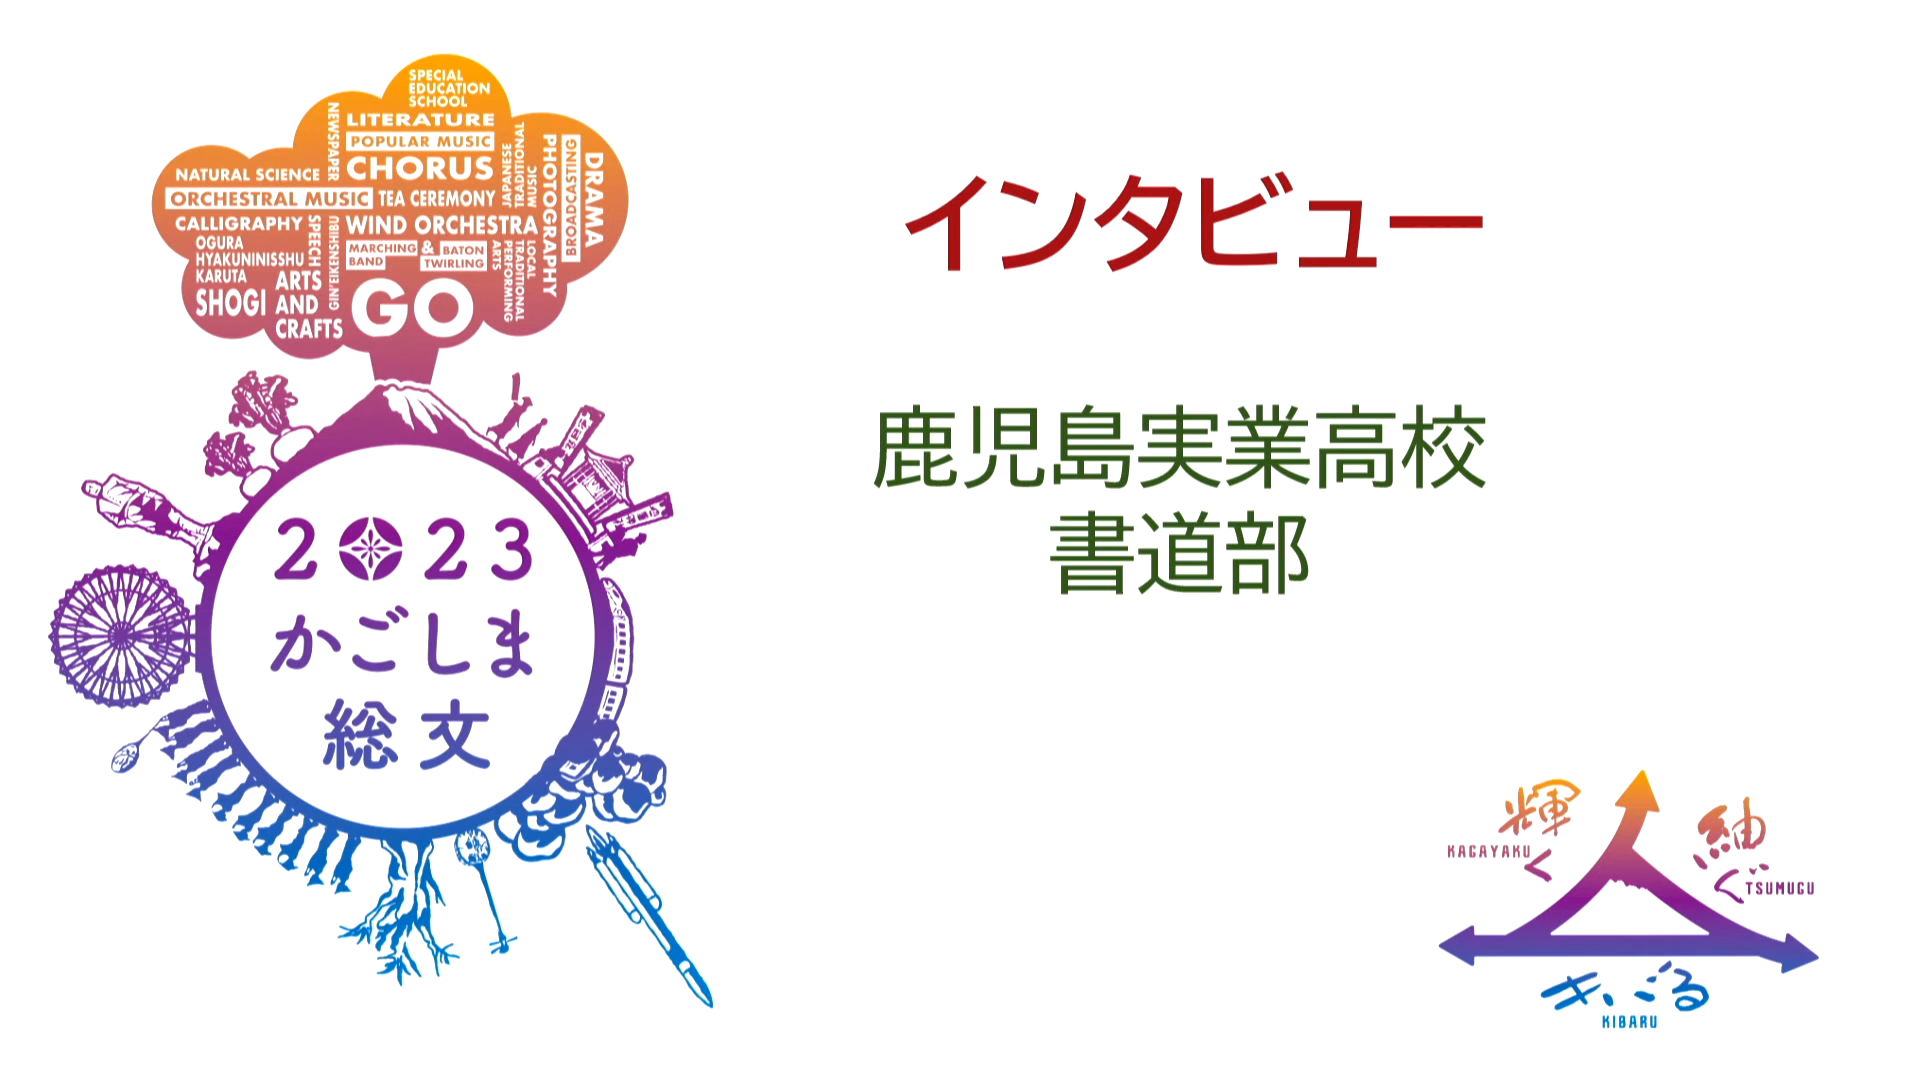 SPECIAL
EDUCATION
SCHOOL
NEWSPAPER
LITERATURE
POPULAR MUSIC
CHORUS
NATURAL SCIENCE
ORCHESTRAL MUSIC
TEA CEREMONY
JAPANESE
TRADITIONAL
MUSIC
PHOTOGRAPHY
BROADCASTING
DRAMA
CALLIGRAPHY
SPEECH
GIN'EIKENSHIBU
WIND ORCHESTRA
OGURA
HYAKUNINISSHU
KARUTA
MARCHING
BAND
&
BATON
TWIRLING
LOCAL
TRADITIONAL
PERFORMING
ARTS
SHOGI
ARTS
AND
CRAFTS
GO
2023
かごしま
総文
インタビュー
鹿児島実業高校
書道部
輝く
KAGAYAKU
紬ぐ
TSUMUGU
きばる
KIBARU